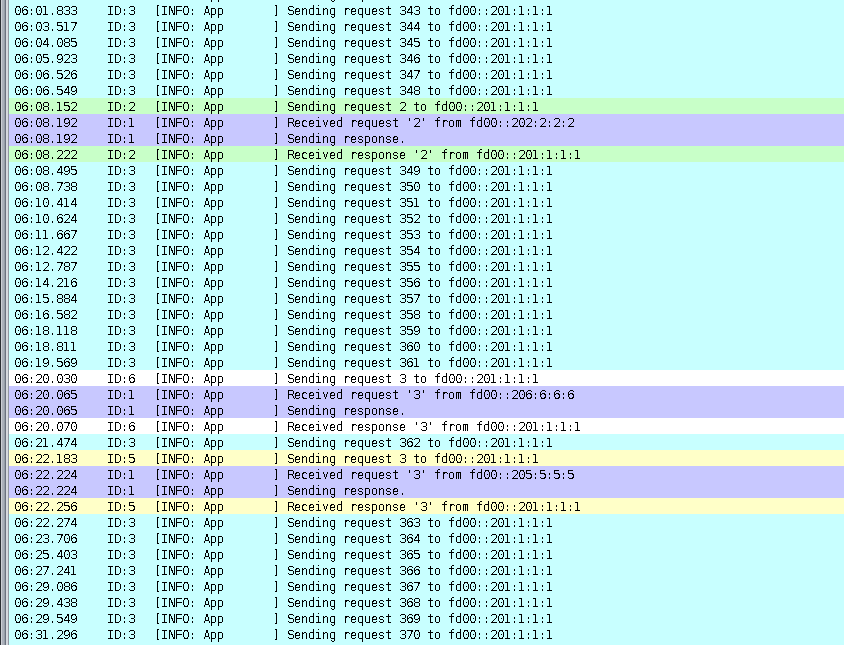 06:01.833 ID:3 [INFO: App ] Sending request 343 to fd00::201:1:1:1
06:03.517 ID:3 [INFO: App ] Sending request 344 to fd00::201:1:1:1
06:04.085 ID:3 [INFO: App ] Sending request 345 to fd00::201:1:1:1
06:05.923 ID:3 [INFO: App ] Sending request 346 to fd00::201:1:1:1
06:06.526 ID:3 [INFO: App ] Sending request 347 to fd00::201:1:1:1
06:06.549 ID:3 [INFO: App ] Sending request 348 to fd00::201:1:1:1
06:08.152 ID:2 [INFO: App ] Sending request 2 to fd00::201:1:1:1
06:08.192 ID:1 [INFO: App ] Received request '2' from fd00::202:2:2:2
06:08.192 ID:1 [INFO: App ] Sending response.
06:08.222 ID:2 [INFO: App ] Received response '2' from fd00::201:1:1:1
06:08.495 ID:3 [INFO: App ] Sending request 349 to fd00::201:1:1:1
06:08.738 ID:3 [INFO: App ] Sending request 350 to fd00::201:1:1:1
06:10.414 ID:3 [INFO: App ] Sending request 351 to fd00::201:1:1:1
06:10.624 ID:3 [INFO: App ] Sending request 352 to fd00::201:1:1:1
06:11.667 ID:3 [INFO: App ] Sending request 353 to fd00::201:1:1:1
06:12.422 ID:3 [INFO: App ] Sending request 354 to fd00::201:1:1:1
06:12.787 ID:3 [INFO: App ] Sending request 355 to fd00::201:1:1:1
06:14.216 ID:3 [INFO: App ] Sending request 356 to fd00::201:1:1:1
06:15.884 ID:3 [INFO: App ] Sending request 357 to fd00::201:1:1:1
06:16.582 ID:3 [INFO: App ] Sending request 358 to fd00::201:1:1:1
06:18.118 ID:3 [INFO: App ] Sending request 359 to fd00::201:1:1:1
06:18.811 ID:3 [INFO: App ] Sending request 360 to fd00::201:1:1:1
06:19.569 ID:3 [INFO: App ] Sending request 361 to fd00::201:1:1:1
06:20.030 ID:6 [INFO: App ] Sending request 3 to fd00::201:1:1:1
06:20.065 ID:1 [INFO: App ] Received request '3' from fd00::206:6:6:6
06:20.065 ID:1 [INFO: App ] Sending response.
06:20.070 ID:6 [INFO: App ] Received response '3' from fd00::201:1:1:1
06:21.474 ID:3 [INFO: App ] Sending request 362 to fd00::201:1:1:1
06:22.183 ID:5 [INFO: App ] Sending request 3 to fd00::201:1:1:1
06:22.224 ID:1 [INFO: App ] Received request '3' from fd00::205:5:5:5
06:22.224 ID:1 [INFO: App ] Sending response.
06:22.256 ID:5 [INFO: App ] Received response '3' from fd00::201:1:1:1
06:22.274 ID:3 [INFO: App ] Sending request 363 to fd00::201:1:1:1
06:23.706 ID:3 [INFO: App ] Sending request 364 to fd00::201:1:1:1
06:25.403 ID:3 [INFO: App ] Sending request 365 to fd00::201:1:1:1
06:27.241 ID:3 [INFO: App ] Sending request 366 to fd00::201:1:1:1
06:29.086 ID:3 [INFO: App ] Sending request 367 to fd00::201:1:1:1
06:29.438 ID:3 [INFO: App ] Sending request 368 to fd00::201:1:1:1
06:29.549 ID:3 [INFO: App ] Sending request 369 to fd00::201:1:1:1
06:31.296 ID:3 [INFO: App ] Sending request 370 to fd00::201:1:1:1